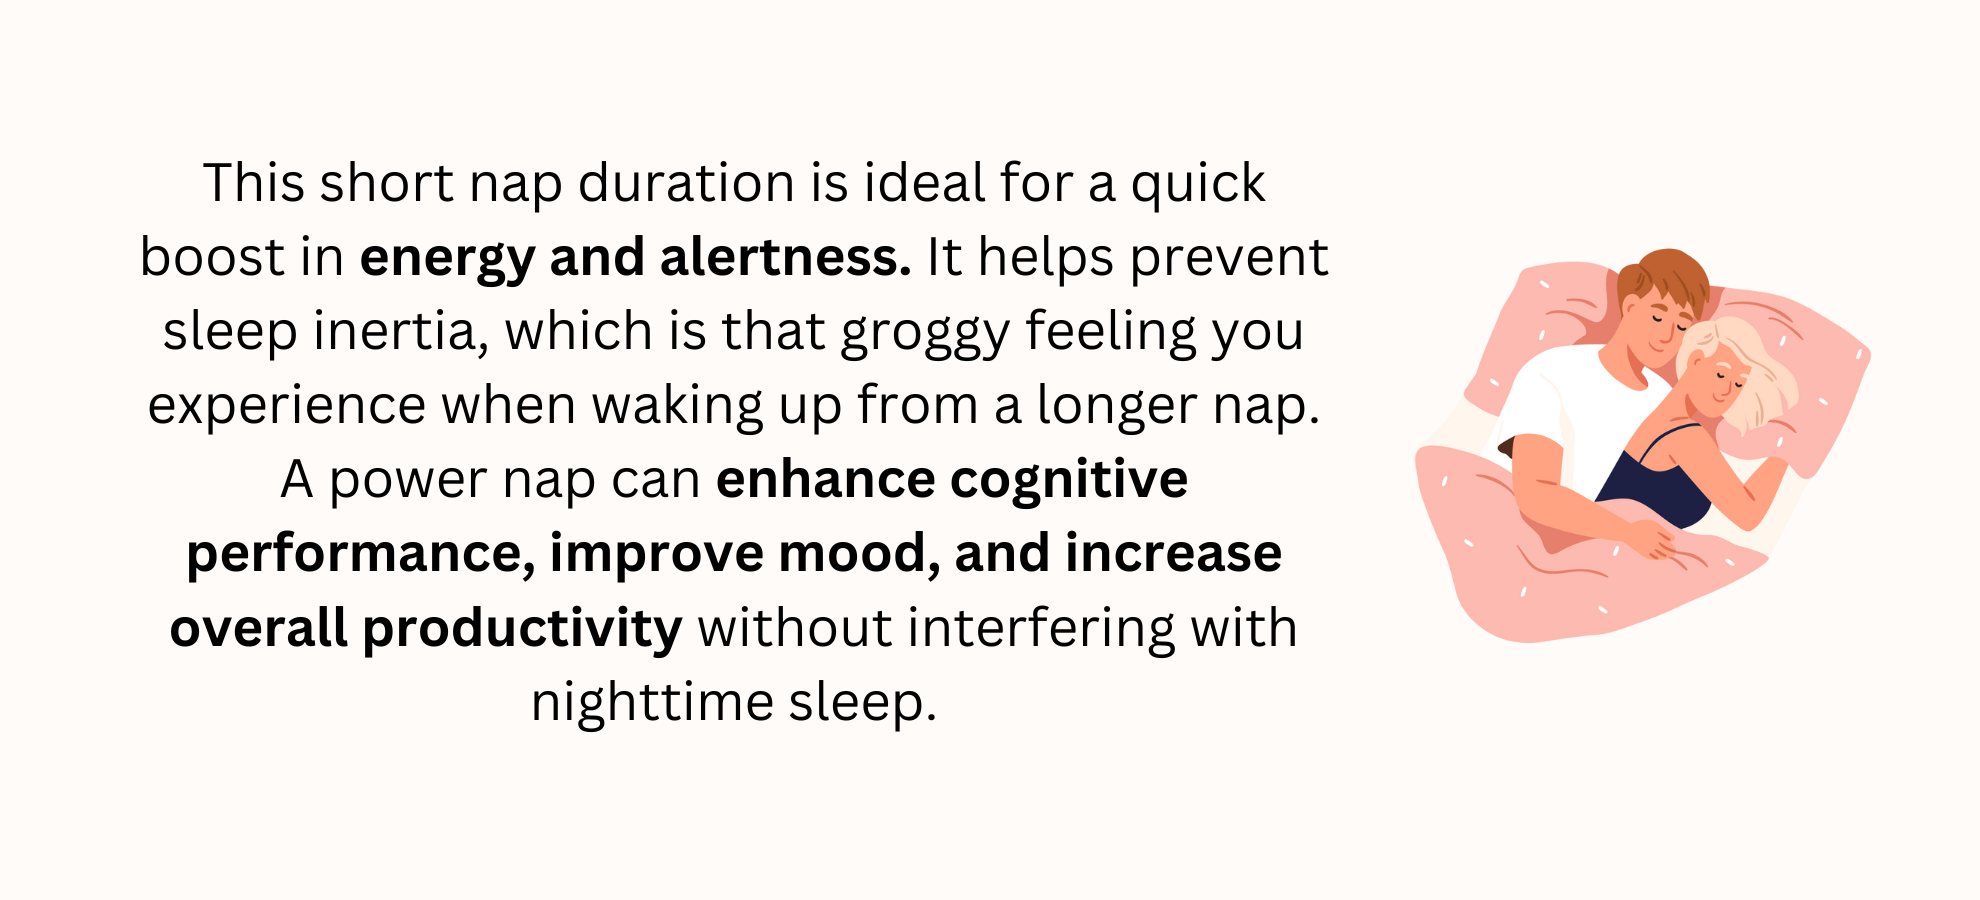 This short nap duration is ideal for a quick
boost in energy and alertness. It helps prevent
sleep inertia, which is that groggy feeling you
experience when waking up from a longer nap.
A power nap can enhance cognitive
performance, improve mood, and increase
overall productivity without interfering with
nighttime sleep.